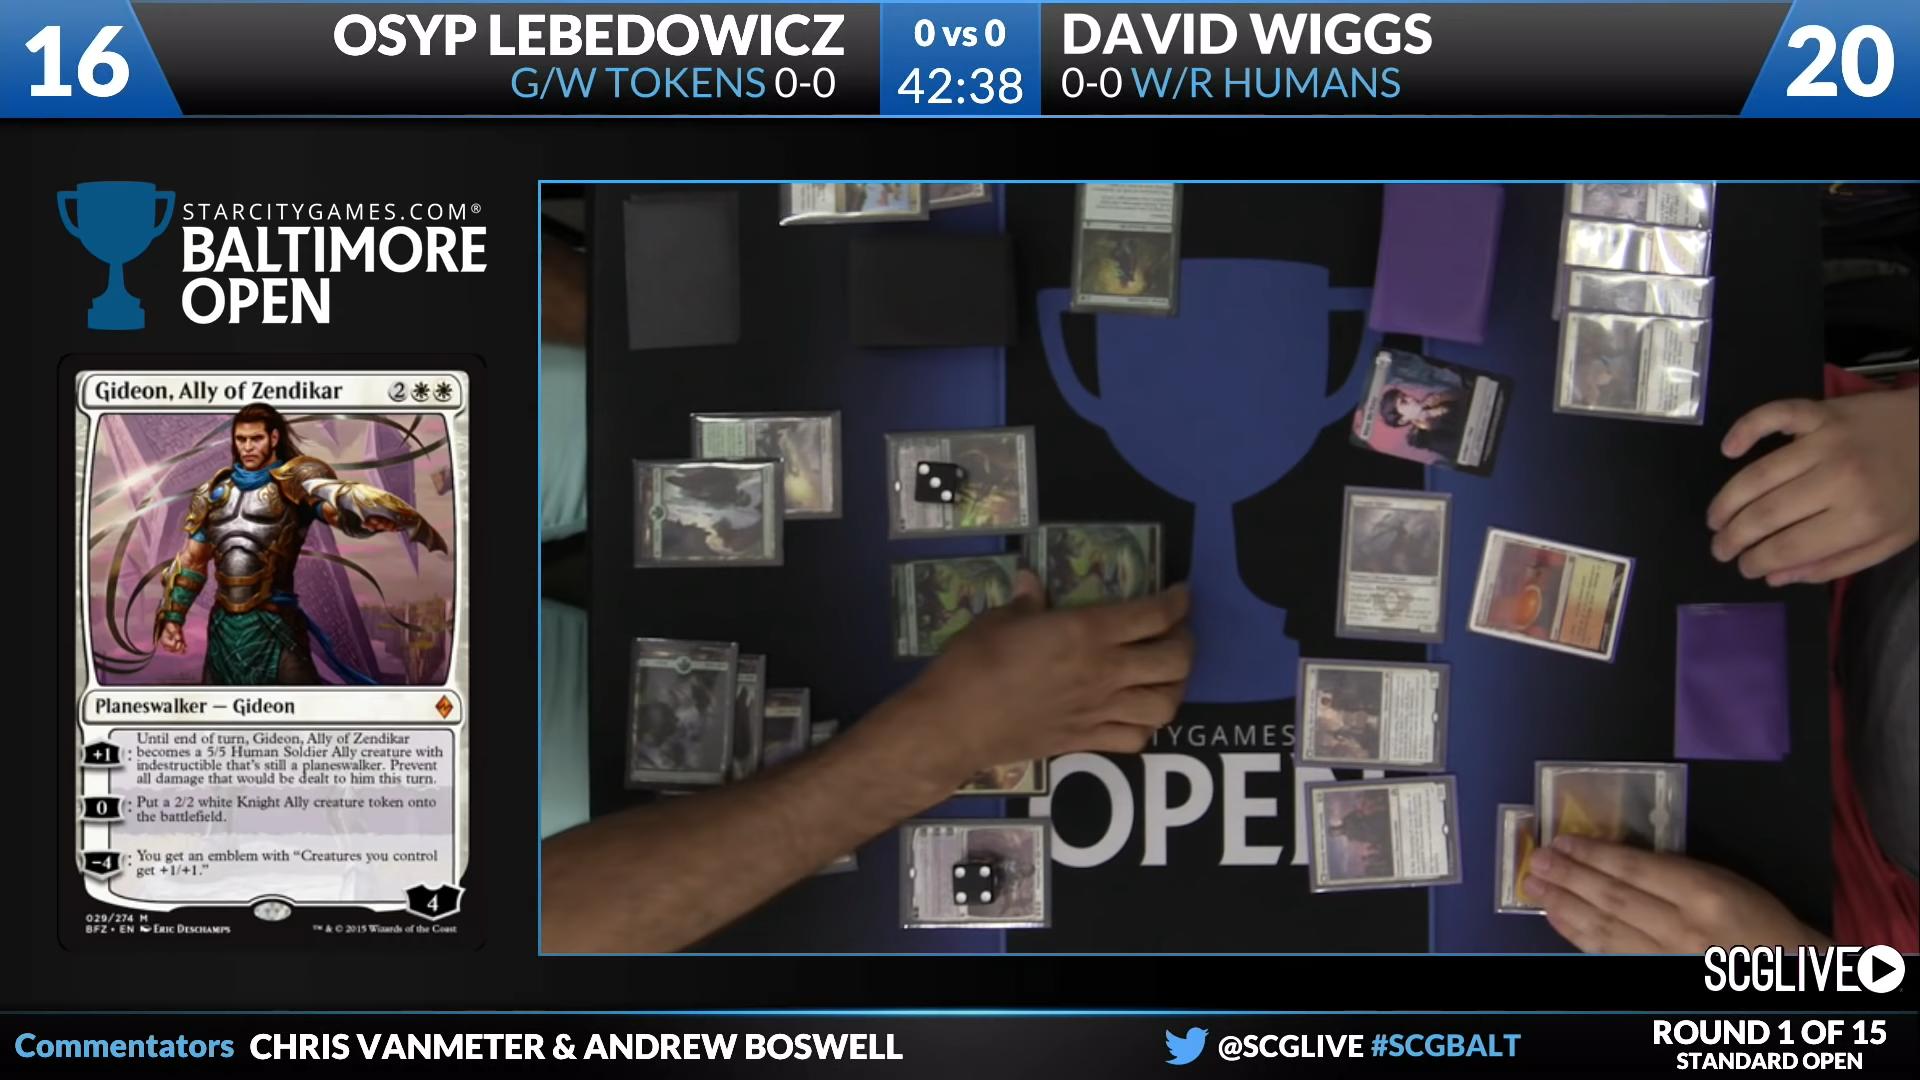 16
OSYP LEBEDOWICZ
G/W TOKENS 0-0
0 vs 0
42:38
DAVID WIGGS
0-0 W/R HUMANS
20
STARCITYGAMES.COM®
BALTIMORE
OPEN
Gideon, Ally of Zendikar 2
Planeswalker — Gideon
+1: Until end of turn, Gideon, Ally of Zendikar
becomes a 5/5 Human Soldier Ally creature with
indestructible that's still a planeswalker. Prevent
all damage that would be dealt to him this turn.
0: Put a 2/2 white Knight Ally creature token onto
the battlefield.
-4: You get an emblem with "Creatures you control
get +1/+1."
4
029/274 M
BFZ • EN Eric Deschamps
™ & © 2015 Wizards of the Coast
TYGAMES
OPEN
SCGLIVE
Commentators CHRIS VANMETER & ANDREW BOSWELL
@SCGLIVE #SCGBALT
ROUND 1 OF 15
STANDARD OPEN